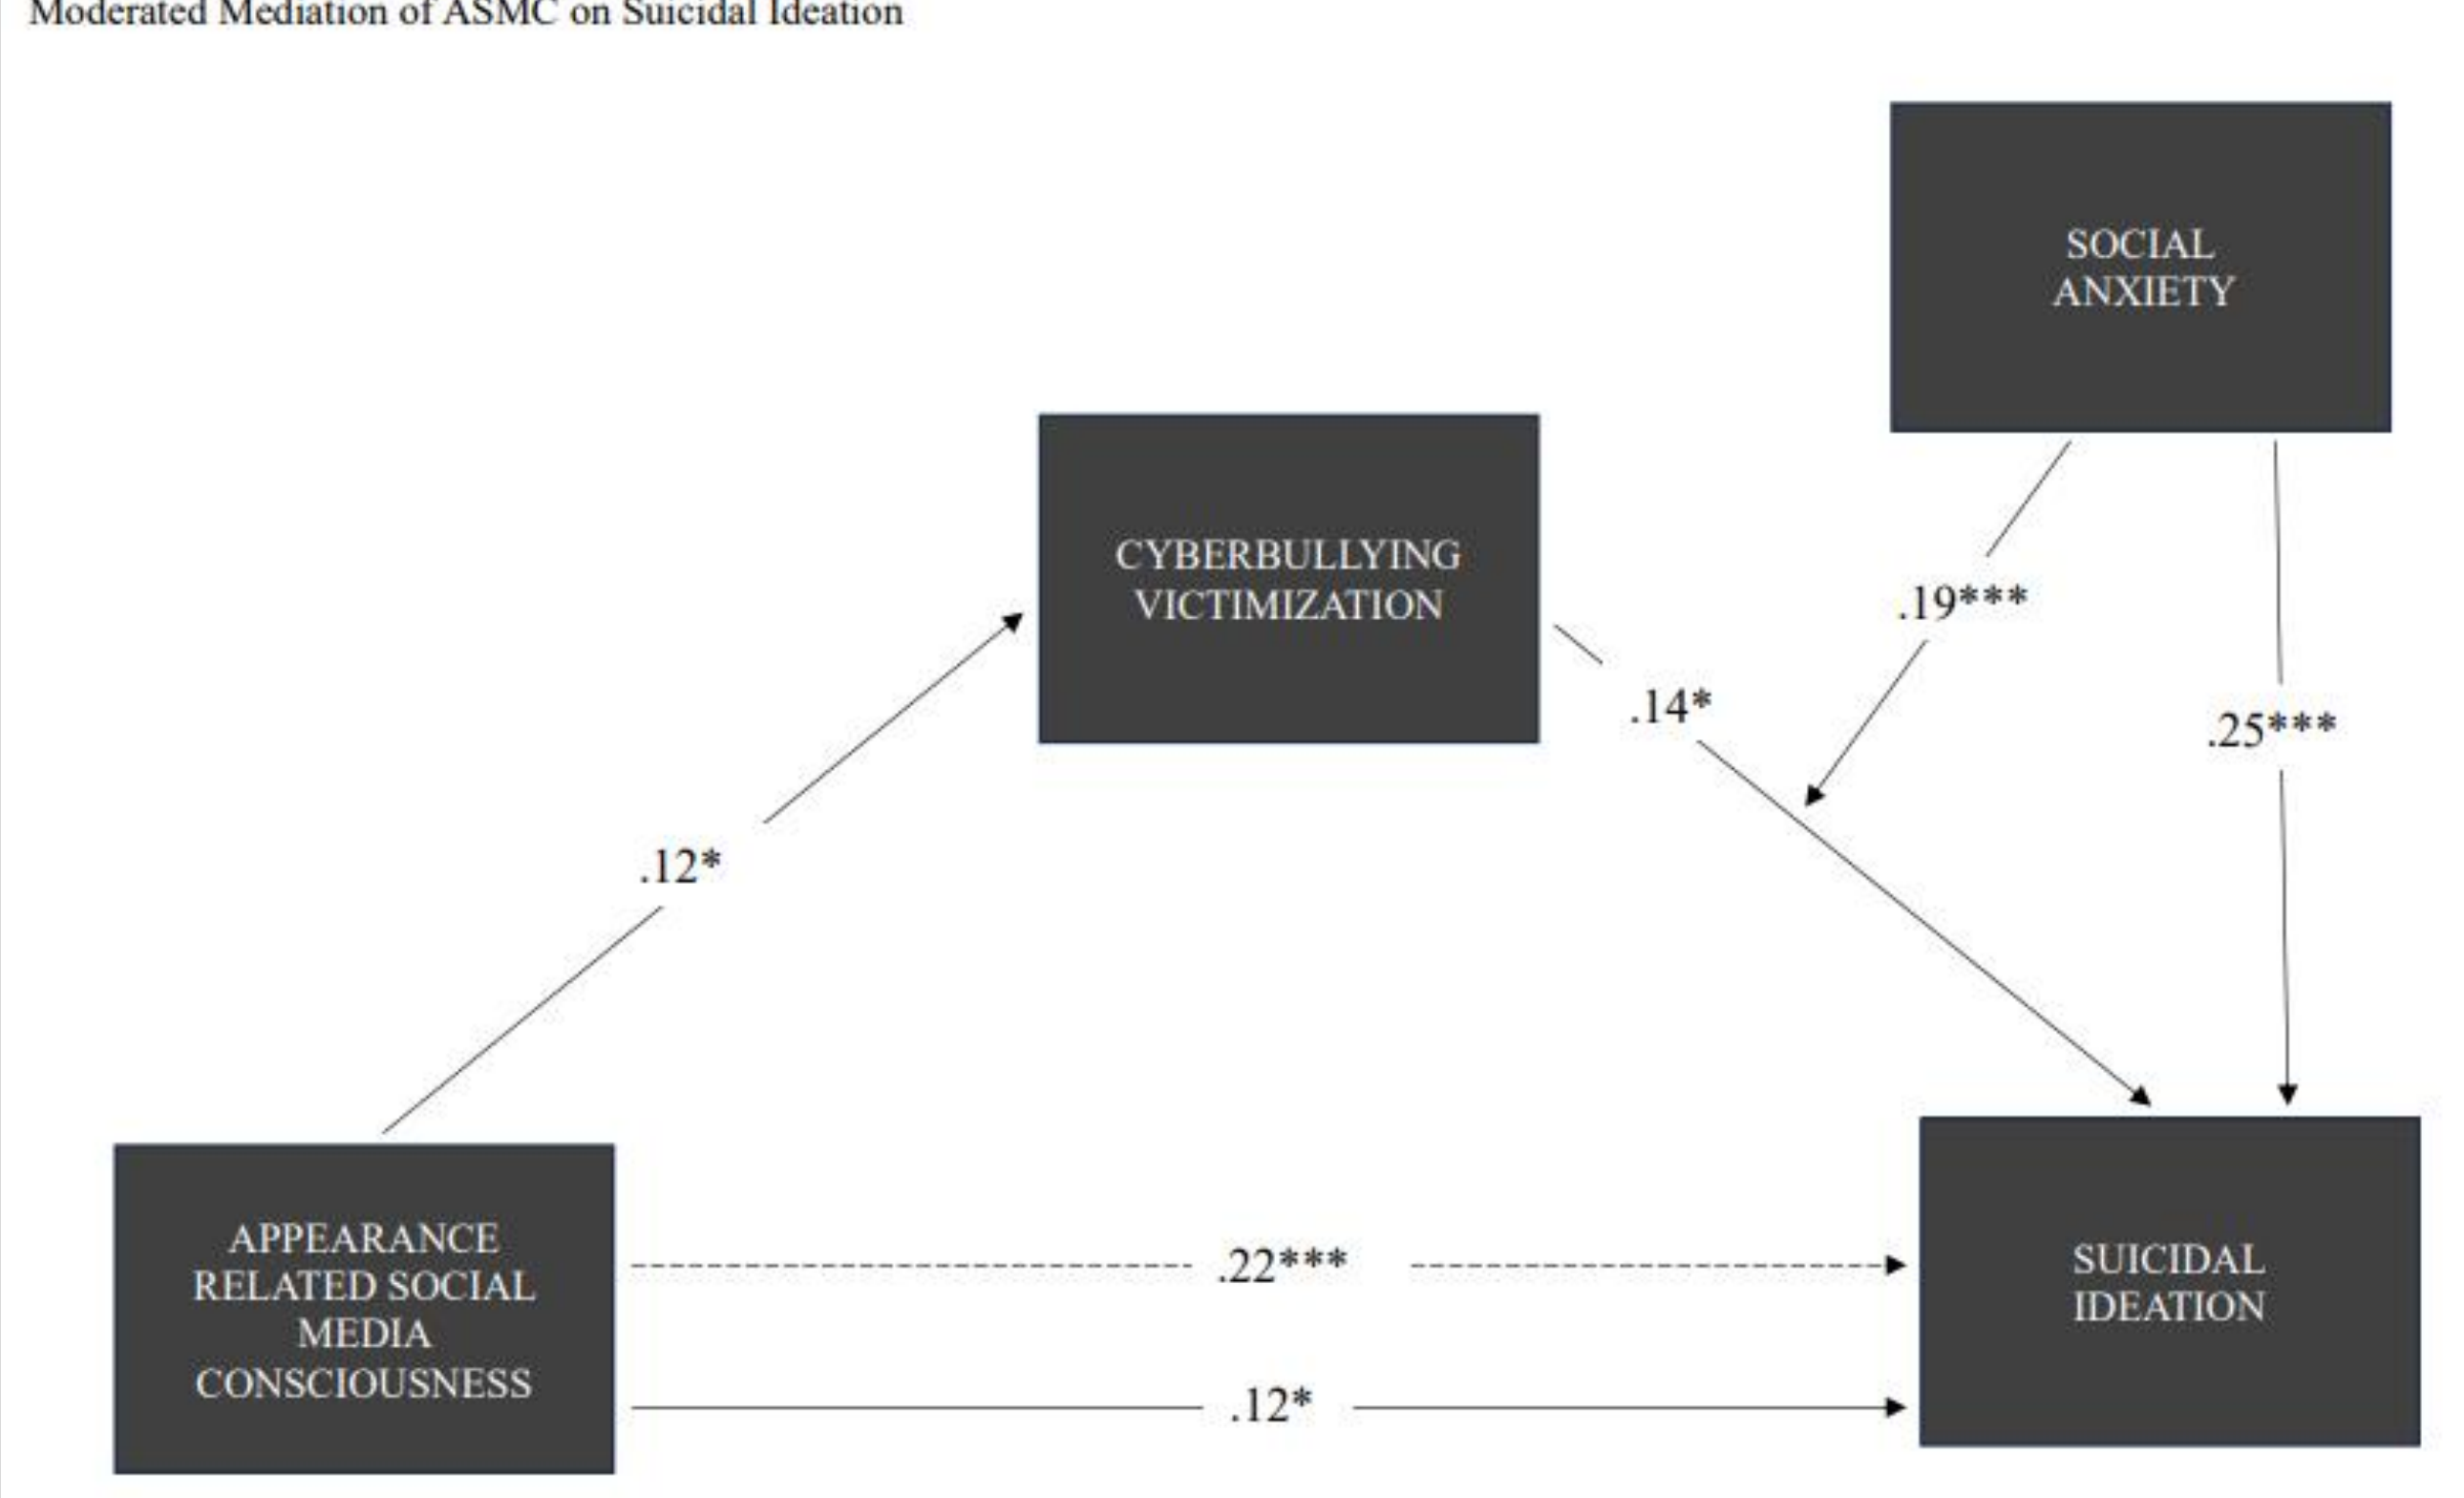 Moderated Mediation of ASMC on Suicidal Ideation
SOCIAL
ANXIETY
CYBERBULLYING
VICTIMIZATION
.19***
.14*
.25***
.12*
APPEARANCE
RELATED SOCIAL
MEDIA
CONSCIOUSNESS
.22***
.12*
SUICIDAL
IDEATION